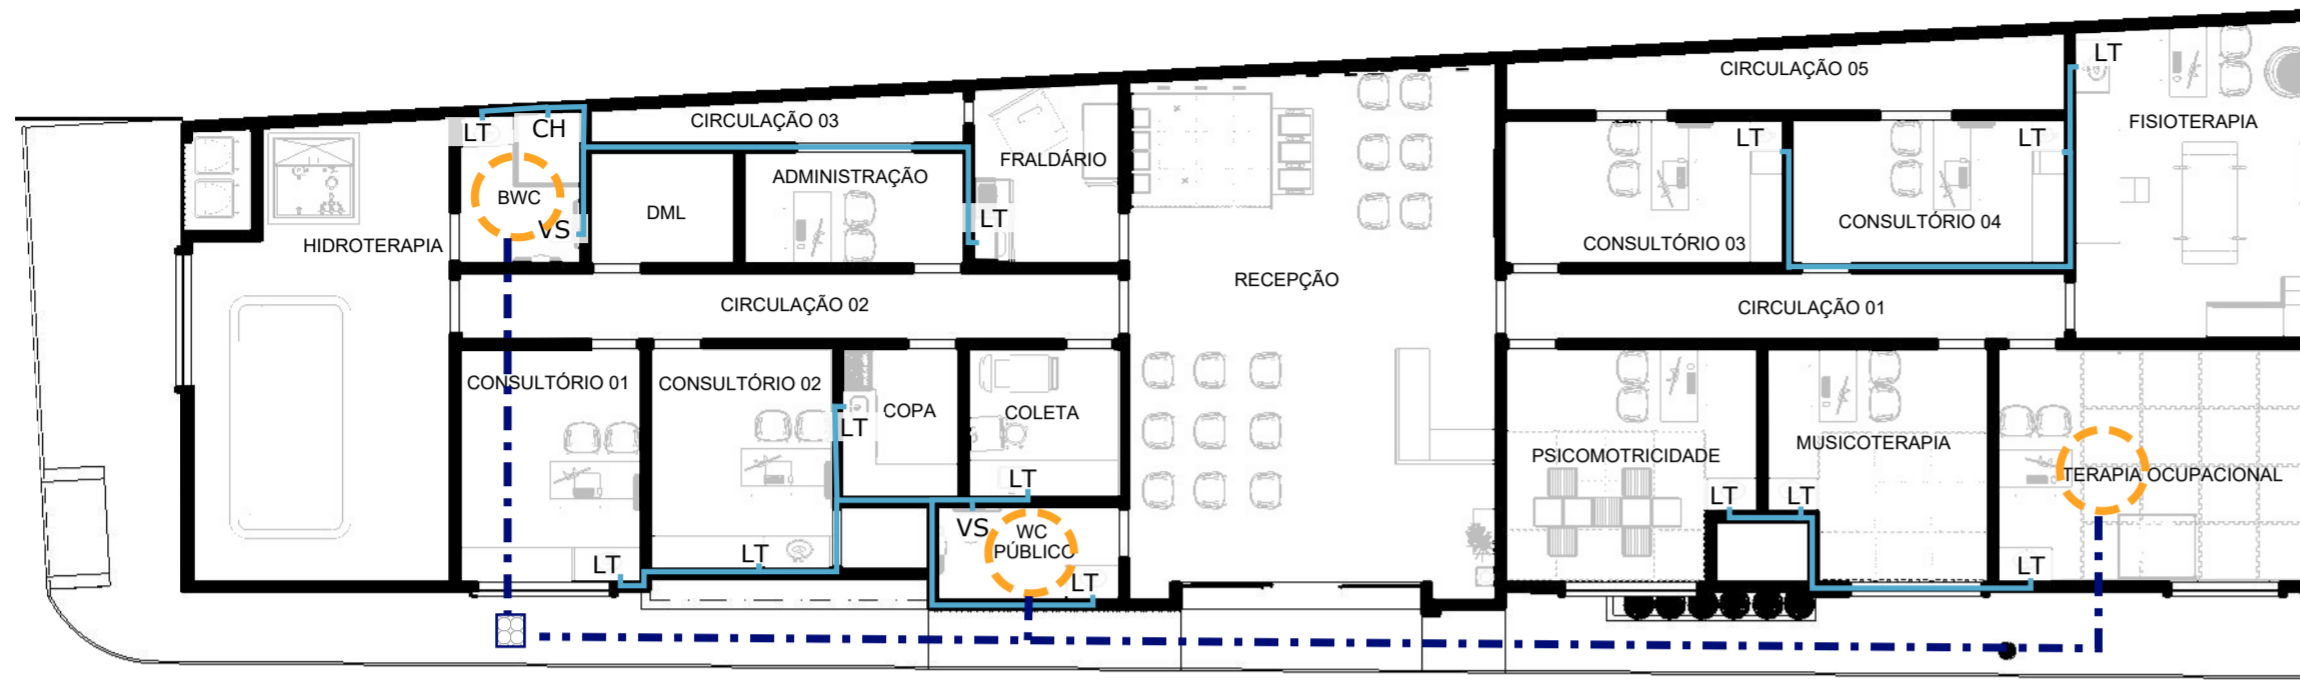 CIRCULAÇÃO 05
LT
LT
CH
CIRCULAÇÃO 03
LT
LT
FISIOTERAPIA
FRALDÁRIO
ADMINISTRAÇÃO
BWC
DML
LT
VS
CONSULTÓRIO 04
HIDROTERAPIA
CONSULTÓRIO 03
RECEPÇÃO
CIRCULAÇÃO 02
CIRCULAÇÃO 01
CONSULTÓRIO 01
CONSULTÓRIO 02
COPA
COLETA
LT
MUSICOTERAPIA
PSICOMOTRICIDADE
TERAPIA OCUPACIONAL
LT
LT
LT
VS
WC
PÚBLICO
LT
LT
LT
LT